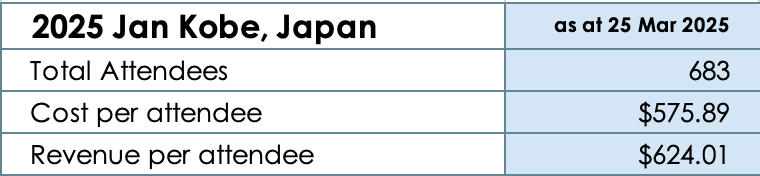 2025 Jan Kobe, Japan as at 25 Mar 2025
Total Attendees 683
Cost per attendee $575.89
Revenue per attendee $624.01